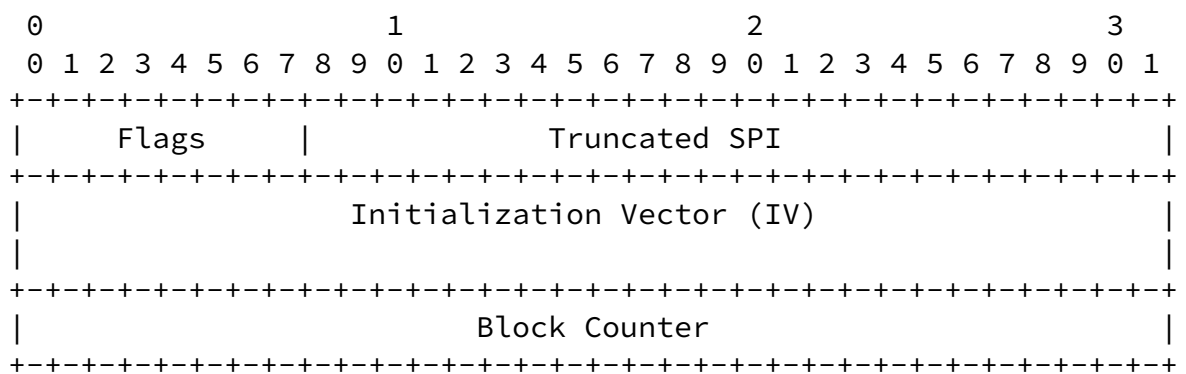 0                   1                   2                   3
 0 1 2 3 4 5 6 7 8 9 0 1 2 3 4 5 6 7 8 9 0 1 2 3 4 5 6 7 8 9 0 1
+-+-+-+-+-+-+-+-+-+-+-+-+-+-+-+-+-+-+-+-+-+-+-+-+-+-+-+-+-+-+-+-+
|     Flags     |             Truncated SPI                     |
+-+-+-+-+-+-+-+-+-+-+-+-+-+-+-+-+-+-+-+-+-+-+-+-+-+-+-+-+-+-+-+-+
|                  Initialization Vector (IV)                   |
|                                                               |
+-+-+-+-+-+-+-+-+-+-+-+-+-+-+-+-+-+-+-+-+-+-+-+-+-+-+-+-+-+-+-+-+
|                         Block Counter                         |
+-+-+-+-+-+-+-+-+-+-+-+-+-+-+-+-+-+-+-+-+-+-+-+-+-+-+-+-+-+-+-+-+